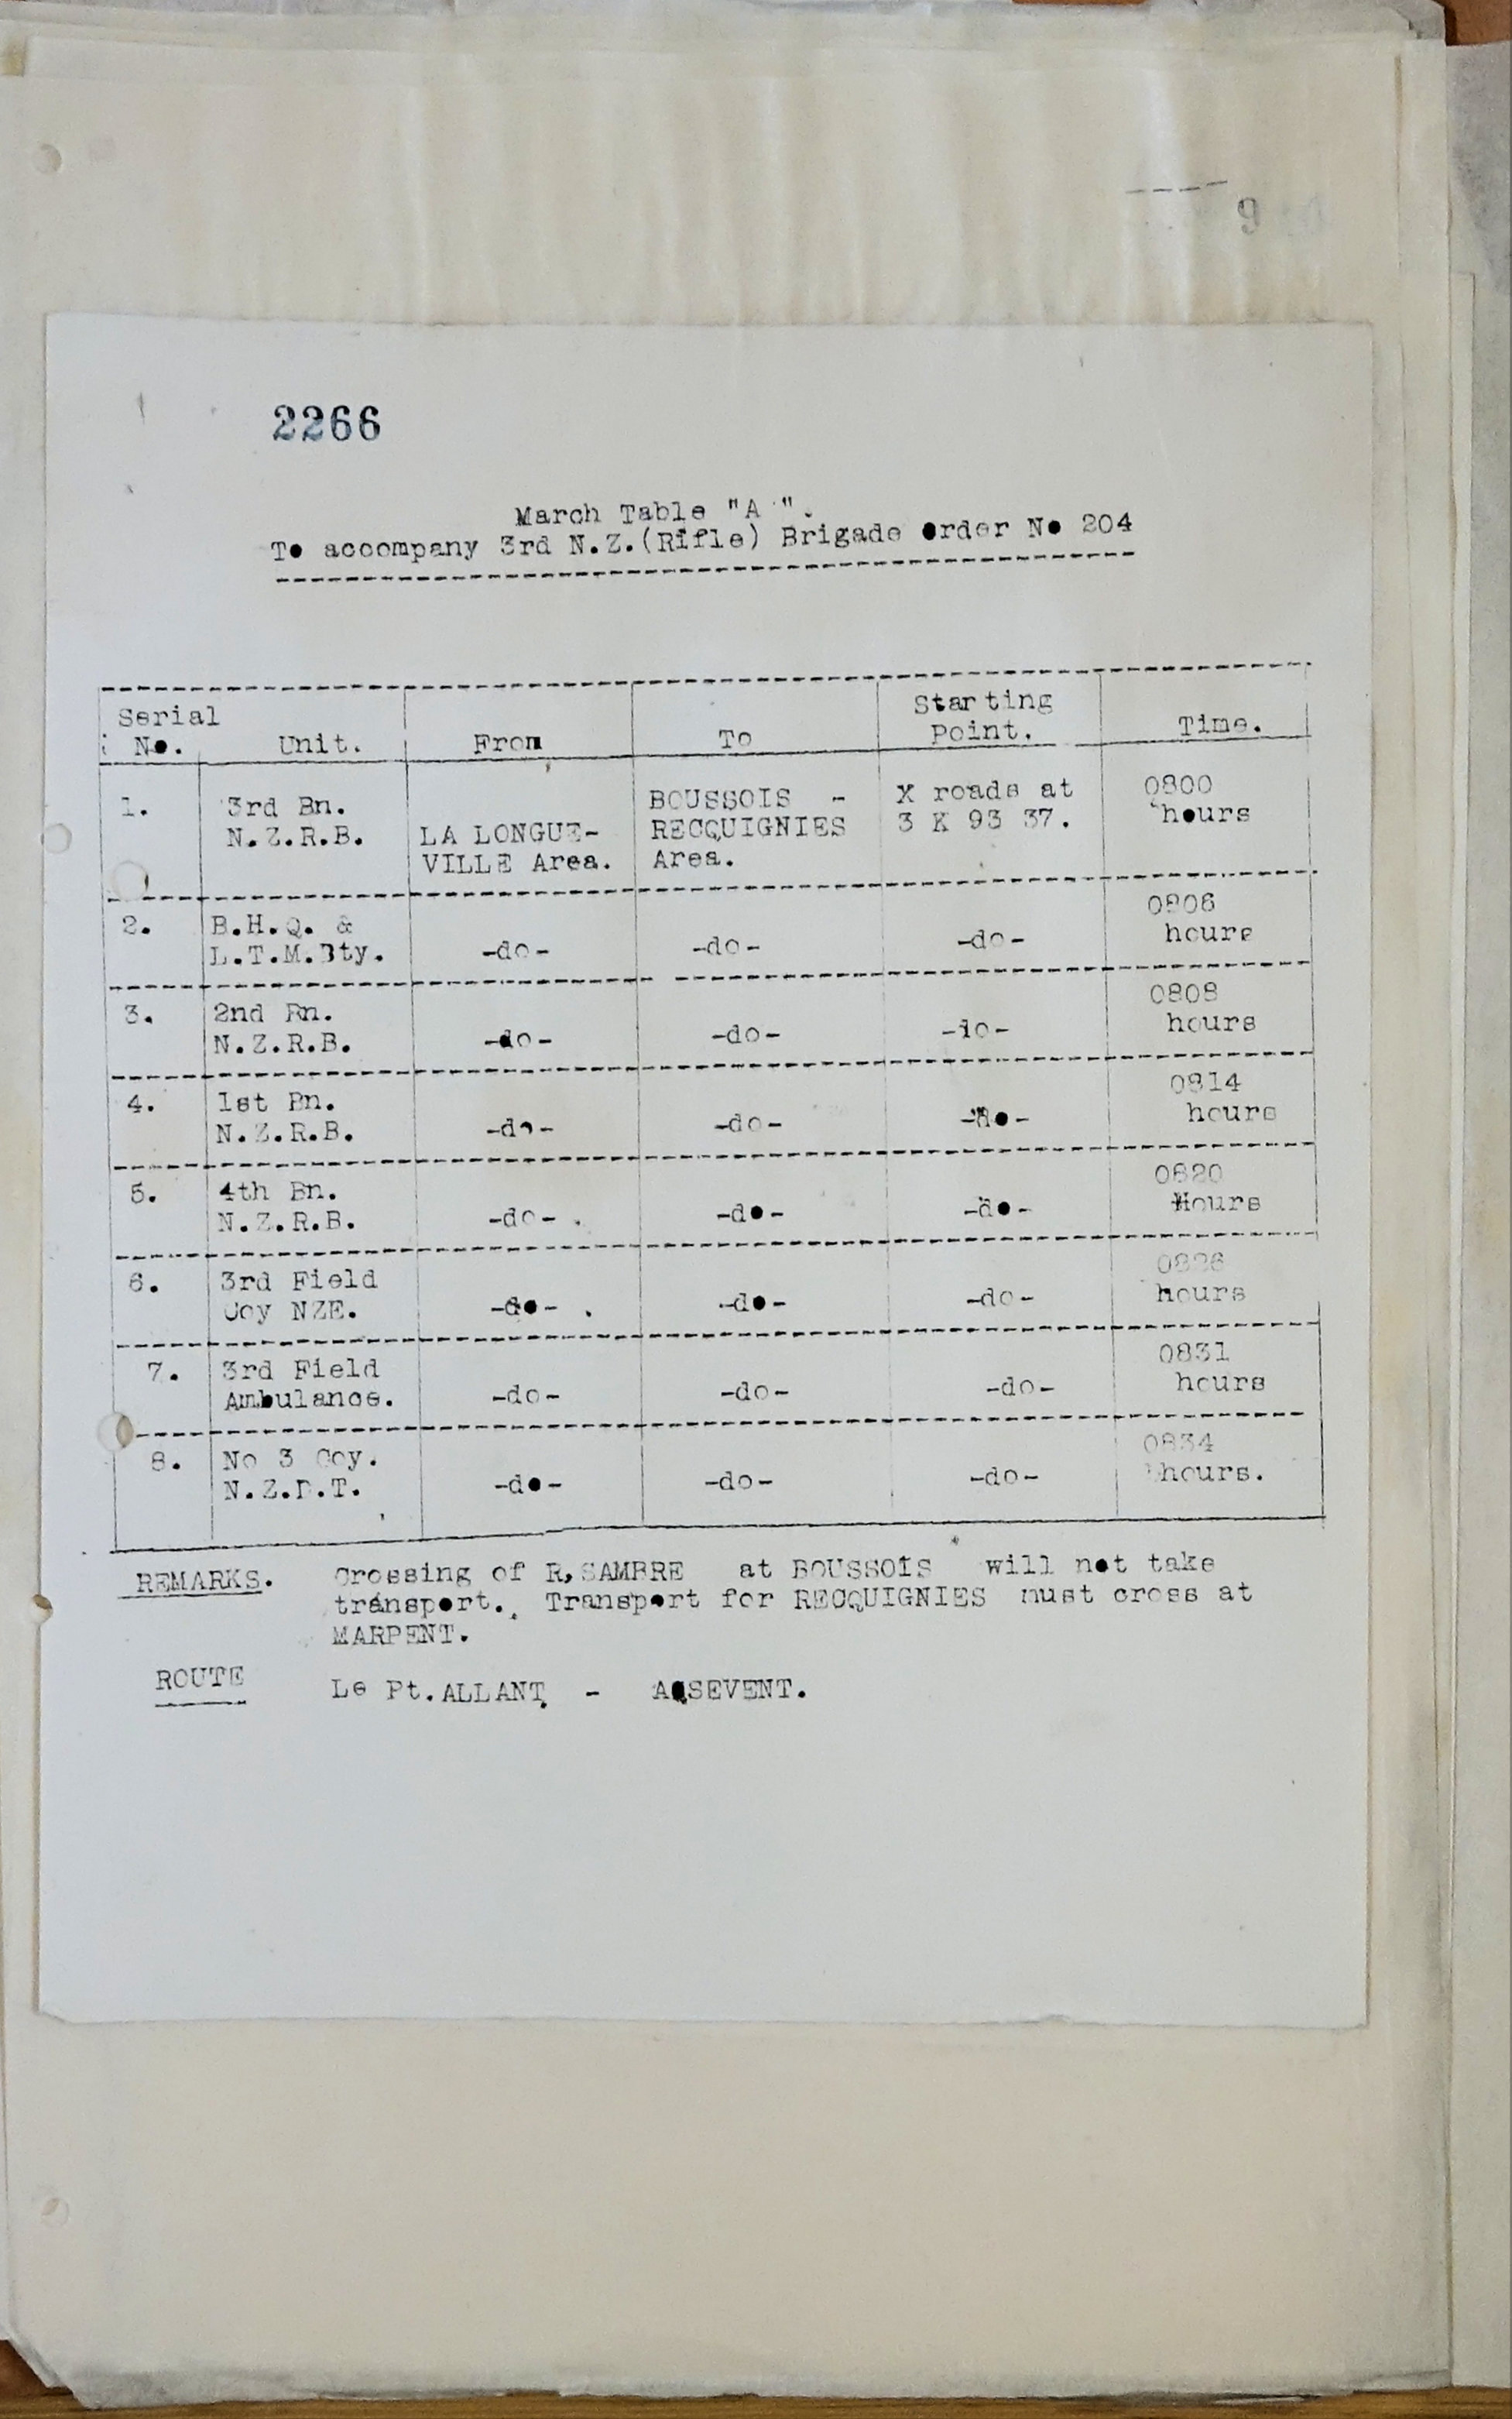 9
2266
March Table "A".
To accompany 3rd N.Z.(Rifle) Brigade Order No 204
Serial No. Unit. From To Starting Point. Time.
1. 3rd Bn. N.Z.R.B. LA LONGUE-VILLE Area. BOUSSOIS - RECQUIGNIES Area. X roads at 3 K 93 37. 0800 hours
2. B.H.Q. & L.T.M.Bty. -do- -do- -do- 0806 hours
3. 2nd Bn. N.Z.R.B. -do- -do- -do- 0808 hours
4. 1st Bn. N.Z.R.B. -do- -do- -do- 0814 hours
5. 4th Bn. N.Z.R.B. -do- -do- -do- 0820 Hours
6. 3rd Field Coy NZE. -do- -do- -do- 0826 hours
7. 3rd Field Ambulance. -do- -do- -do- 0831 hours
8. No 3 Coy. N.Z.D.T. -do- -do- -do- 0834 hours.
REMARKS. Crossing of R,SAMBRE at BOUSSOIS will not take
transport. Transport for RECQUIGNIES must cross at
MARPENT.
ROUTE Le Pt.ALLANT - ASSEVENT.